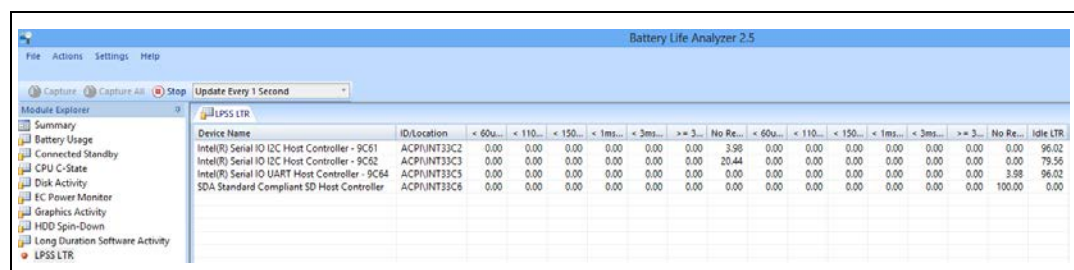 Battery Life Analyzer 2.5
File Actions Settings Help
Capture Capture All Stop Update Every 1 Second
Module Explorer LPSS LTR
Summary
Battery Usage
Connected Standby
CPU C-State
Disk Activity
EC Power Monitor
Graphics Activity
HDD Spin-Down
Long Duration Software Activity
LPSS LTR
Device Name ID/Location < 60u... < 110... < 150... < 1ms... < 3ms... >= 3... No Re... < 60u... < 110... < 150... < 1ms... < 3ms... >= 3... No Re... Idle LTR
Intel(R) Serial IO I2C Host Controller - 9C61 ACPI\INT33C2 0.00 0.00 0.00 0.00 0.00 0.00 3.98 0.00 0.00 0.00 0.00 0.00 0.00 0.00 96.02
Intel(R) Serial IO I2C Host Controller - 9C62 ACPI\INT33C3 0.00 0.00 0.00 0.00 0.00 0.00 20.44 0.00 0.00 0.00 0.00 0.00 0.00 0.00 79.56
Intel(R) Serial IO UART Host Controller - 9C64 ACPI\INT33C5 0.00 0.00 0.00 0.00 0.00 0.00 0.00 0.00 0.00 0.00 0.00 0.00 0.00 3.98 96.02
SDA Standard Compliant SD Host Controller ACPI\INT33C6 0.00 0.00 0.00 0.00 0.00 0.00 0.00 0.00 0.00 0.00 0.00 0.00 0.00 100.00 0.00